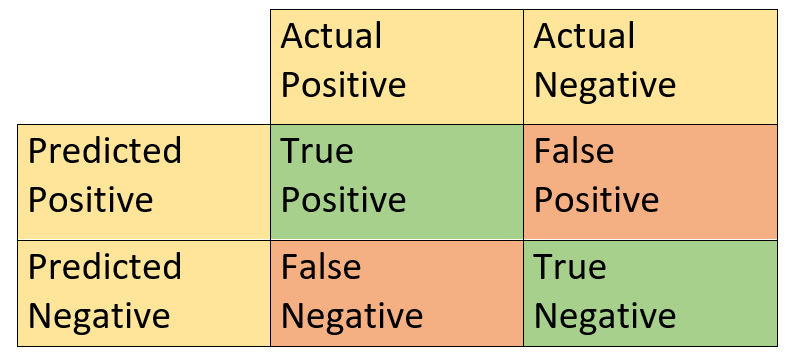 Actual
Positive
Actual
Negative
Predicted
Positive
True
Positive
False
Positive
Predicted
Negative
False
Negative
True
Negative